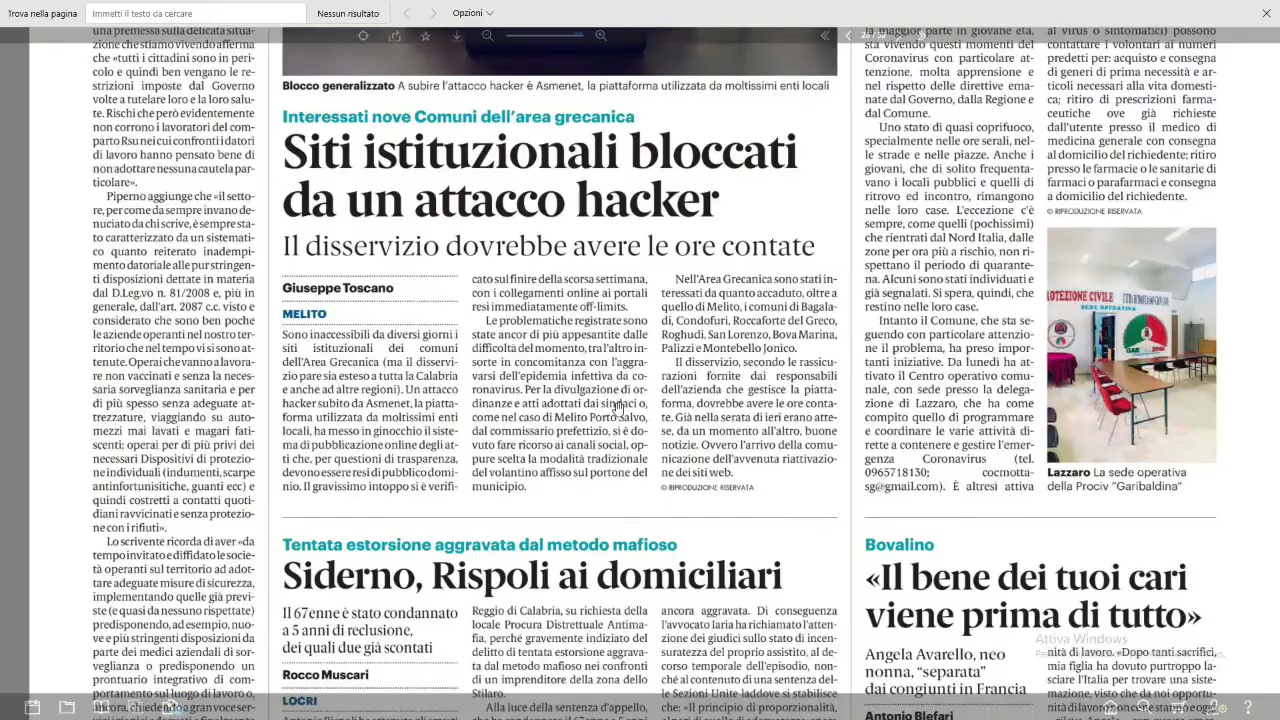 Trova nella pagina
Immetti il testo da cercare
Nessun risultato
Opzioni
una premessa sulla delicata situa-
zione che stiamo vivendo afferma
che «tutti i cittadini sono in peri-
colo e quindi ben vengano le re-
strizioni imposte dal Governo
volte a tutelare loro e la loro salu-
te. Rischi che però evidentemente
non corrono i lavoratori del com-
parto Rsu nei cui confronti i datori
di lavoro hanno pensato bene di
non adottare nessuna cautela par-
ticolare».
Piperno aggiunge che «il setto-
re, per come da sempre invano de-
nuciato da chi scrive, è sempre sta-
to caratterizzato da un sistemati-
co quanto reiterato inadempi-
mento datoriale alle pur stringen-
ti disposizioni dettate in materia
dal D.Leg.vo n. 81/2008 e, più in
generale, dall'art. 2087 c.c. visto e
considerato che sono ben poche
le aziende operanti nel nostro ter-
ritorio che nel tempo vi si sono at-
tenute. Operai che vanno a lavora-
re non vaccinati e senza la neces-
saria sorveglianza sanitaria e per
di più spesso senza adeguate at-
trezzature, viaggiando su auto-
mezzi mai lavati e magari fati-
scenti; operai per di più privi dei
necessari Dispositivi di protezio-
ne individuali (indumenti, scarpe
antinfortunisitiche, guanti ecc) e
quindi costretti a contatti quoti-
diani ravvicinati e senza protezio-
ne con i rifiuti».
Lo scrivente ricorda di aver «da
tempo invitato e diffidato le socie-
tà operanti sul territorio ad adot-
tare adeguate misure di sicurezza,
implementando quelle già previ-
ste (e quasi da nessuno rispettate)
predisponendo, ad esempio, nuo-
ve e più stringenti disposizioni da
parte dei medici aziendali di sor-
veglianza o predisponendo un
prontuario integrativo di com-
portamento sul luogo di lavoro o,
ancora, chiedendo a gran voce ser-
Blocco generalizzato A subire l'attacco hacker è Asmenet, la piattaforma utilizzata da moltissimi enti locali
Interessati nove Comuni dell'area grecanica
Siti istituzionali bloccati
da un attacco hacker
Il disservizio dovrebbe avere le ore contate
Giuseppe Toscano
MELITO
Sono inaccessibili da diversi giorni i
siti istituzionali dei comuni
dell'Area Grecanica (ma il disservi-
zio pare sia esteso a tutta la Calabria
e anche ad altre regioni). Un attacco
hacker subito da Asmenet, la piatta-
forma utilizzata da moltissimi enti
locali, ha messo in ginocchio il siste-
ma di pubblicazione online degli at-
ti che, per questioni di trasparenza,
devono essere resi di pubblico domi-
nio. Il gravissimo intoppo si è verifi-
cato sul finire della scorsa settimana,
con i collegamenti online ai portali
resi immediatamente off-limits.
Le problematiche registrate sono
state ancor di più appesantite dalle
difficoltà del momento, tra l'altro in-
sorte in concomitanza con l'aggra-
varsi dell'epidemia infettiva da co-
ronavirus. Per la divulgazione di or-
dinanze e atti adottati dai sindaci o,
come nel caso di Melito Porto Salvo,
dal commissario prefettizio, si è do-
vuto fare ricorso ai canali social, op-
pure scelta la modalità tradizionale
del volantino affisso sul portone del
municipio.
Nell'Area Grecanica sono stati in-
teressati da quanto accaduto, oltre a
quello di Melito, i comuni di Bagala-
di, Condofuri, Roccaforte del Greco,
Roghudi, San Lorenzo, Bova Marina,
Palizzi e Montebello Jonico.
Il disservizio, secondo le rassicu-
razioni fornite dai responsabili
dell'azienda che gestisce la piatta-
forma, dovrebbe avere le ore conta-
te. Già nella serata di ieri erano atte-
se, da un momento all'altro, buone
notizie. Ovvero l'arrivo della comu-
nicazione dell'avvenuta riattivazio-
ne dei siti web.
© RIPRODUZIONE RISERVATA
la maggior parte in giovane età,
sta vivendo questi momenti del
Coronavirus con particolare at-
tenzione, molta apprensione e
nel rispetto delle direttive ema-
nate dal Governo, dalla Regione e
dal Comune.
Uno stato di quasi coprifuoco,
specialmente nelle ore serali, nel-
le strade e nelle piazze. Anche i
giovani, che di solito frequenta-
vano i locali pubblici e quelli di
ritrovo ed incontro, rimangono
nelle loro case. L'eccezione c'è
sempre, come quelli (pochissimi)
che rientrati dal Nord Italia, dalle
zone per ora più a rischio, non ri-
spettano il periodo di quarante-
na. Alcuni sono stati individuati e
già segnalati. Si spera, quindi, che
restino nelle loro case.
Intanto il Comune, che sta se-
guendo con particolare attenzio-
ne il problema, ha preso impor-
tanti iniziative. Da lunedì ha at-
tivato il Centro operativo comu-
nale, con sede presso la delega-
zione di Lazzaro, che ha come
compito quello di programmare
e coordinare le varie attività di-
rette a contenere e gestire l'emer-
genza Coronavirus (tel.
0965718130; cocmotta-
sg@gmail.com). È altresì attiva
al virus o sintomatici) possono
contattare i volontari ai numeri
predetti per: acquisto e consegna
di generi di prima necessità e ar-
ticoli necessari alla vita domesti-
ca; ritiro di prescrizioni farma-
ceutiche ove già richieste
dall'utente presso il medico di
medicina generale con consegna
al domicilio del richiedente; ritiro
presso le farmacie o le sanitarie di
farmaci o parafarmaci e consegna
a domicilio del richiedente.
© RIPRODUZIONE RISERVATA
ROTEZIONE CIVILE
SEDE OPERATIVA
Lazzaro La sede operativa
della Prociv "Garibaldina"
Tentata estorsione aggravata dal metodo mafioso
Siderno, Rispoli ai domiciliari
Il 67enne è stato condannato
a 5 anni di reclusione,
dei quali due già scontati
Rocco Muscari
LOCRI
Reggio di Calabria, su richiesta della
locale Procura Distrettuale Antima-
fia, perché gravemente indiziato del
delitto di tentata estorsione aggrava-
ta dal metodo mafioso nei confronti
di un imprenditore della zona dello
Stilaro.
Alla luce della sentenza d'appello,
ancora aggravata. Di conseguenza
l'avvocato Iaria ha richiamato l'atten-
zione dei giudici sullo stato di incen-
suratezza del proprio assistito, al de-
corso temporale dell'episodio, non-
ché al contenuto di una sentenza del-
le Sezioni Unite laddove si stabilisce
che: «Il principio di proporzionalità,
Bovalino
«Il bene dei tuoi cari
viene prima di tutto»
Angela Avarello, neo
nonna, "separata"
dai congiunti in Francia
Antonio Blefari
nità di lavoro. «Dopo tanti sacrifici,
mia figlia ha dovuto purtroppo la-
sciare l'Italia per trovare una siste-
mazione, visto che da noi opportu-
Attiva Windows